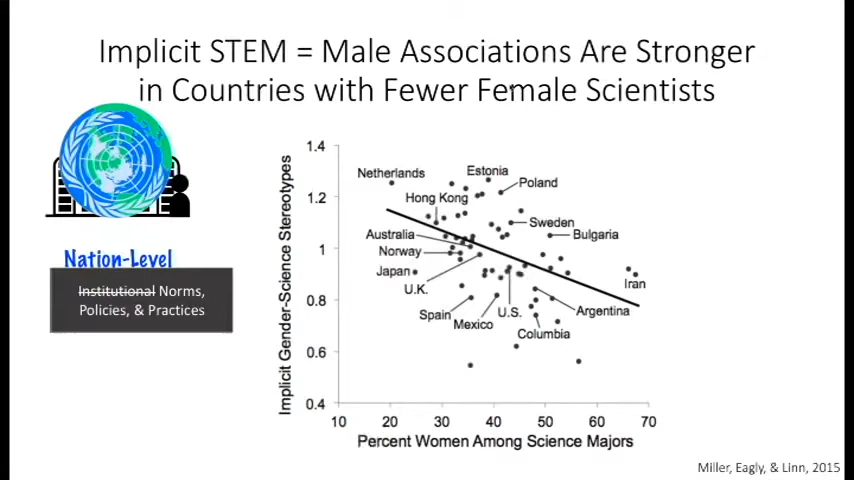 Implicit STEM = Male Associations Are Stronger
in Countries with Fewer Female Scientists
Nation-Level
Institutional Norms,
Policies, & Practices
Implicit Gender-Science Stereotypes
1.4
1.2
1
0.8
0.6
0.4
Netherlands
Estonia
Poland
Hong Kong
Sweden
Australia
Bulgaria
Norway
Japan
U.K.
Iran
Spain
Mexico
U.S.
Argentina
Columbia
10 20 30 40 50 60 70
Percent Women Among Science Majors
Miller, Eagly, & Linn, 2015